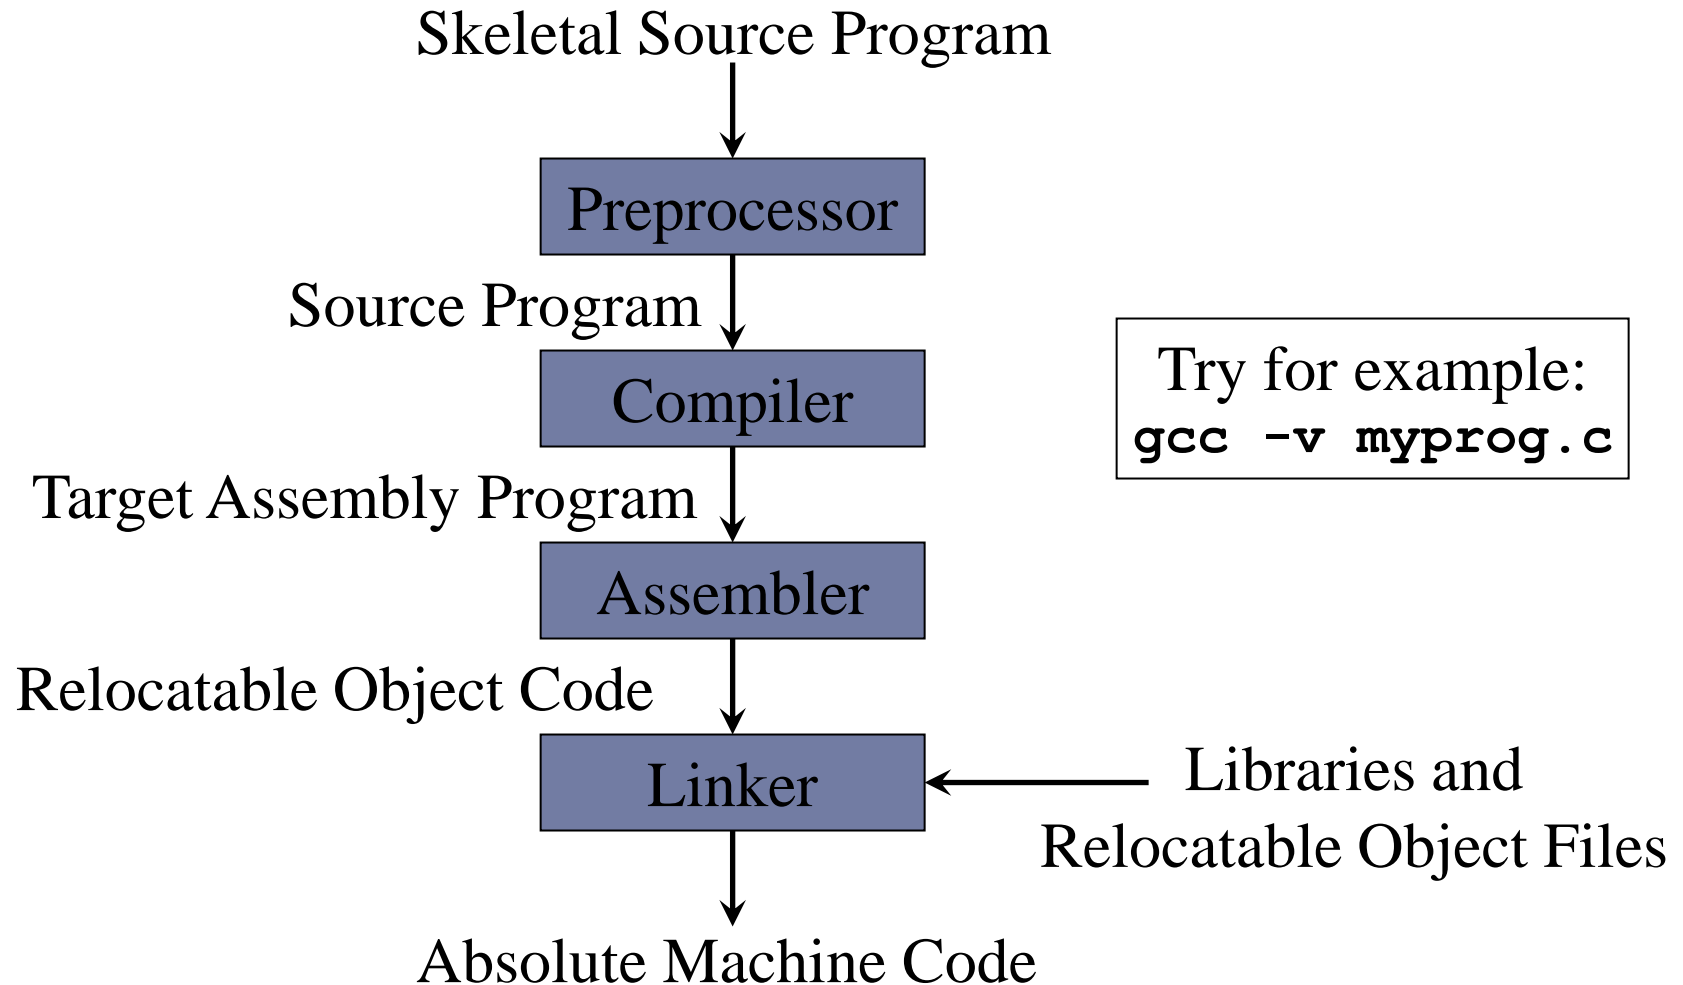 Skeletal Source Program
Preprocessor
Source Program
Compiler
Try for example:
gcc -v myprog.c
Target Assembly Program
Assembler
Relocatable Object Code
Linker
Libraries and
Relocatable Object Files
Absolute Machine Code